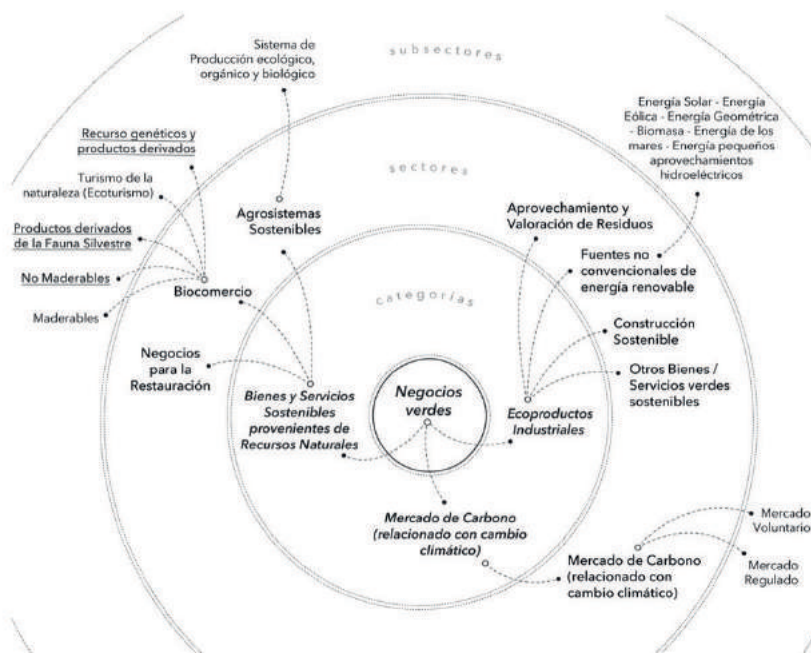 subsectores
Sistema de
Producción ecológico,
orgánico y biológico
Energía Solar - Energía
Eólica - Energía Geométrica
- Biomasa - Energía de los
mares - Energía pequeños
aprovechamientos
hidroeléctricos
Recurso genéticos y
productos derivados
Turismo de la
naturaleza (Ecoturismo)
Productos derivados
de la Fauna Silvestre
No Maderables
Maderables
sectores
Agrosistemas
Sostenibles
Biocomercio
Negocios
para la
Restauración
Aprovechamiento y
Valoración de Residuos
Fuentes no
convencionales de
energía renovable
Construcción
Sostenible
Otros Bienes /
Servicios verdes
sostenibles
categorías
Negocios
verdes
Bienes y Servicios
Sostenibles
provenientes de
Recursos Naturales
Ecoproductos
Industriales
Mercado de Carbono
(relacionado con cambio
climático)
Mercado de Carbono
(relacionado con
cambio climático)
Mercado
Voluntario
Mercado
Regulado